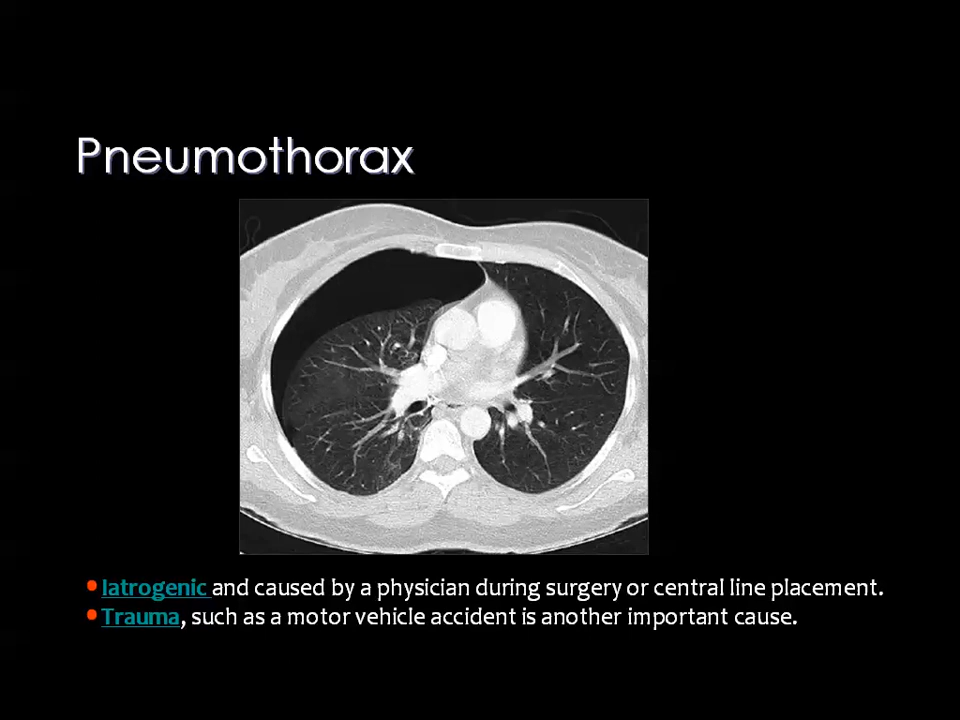 Pneumothorax
• Iatrogenic and caused by a physician during surgery or central line placement.
• Trauma, such as a motor vehicle accident is another important cause.